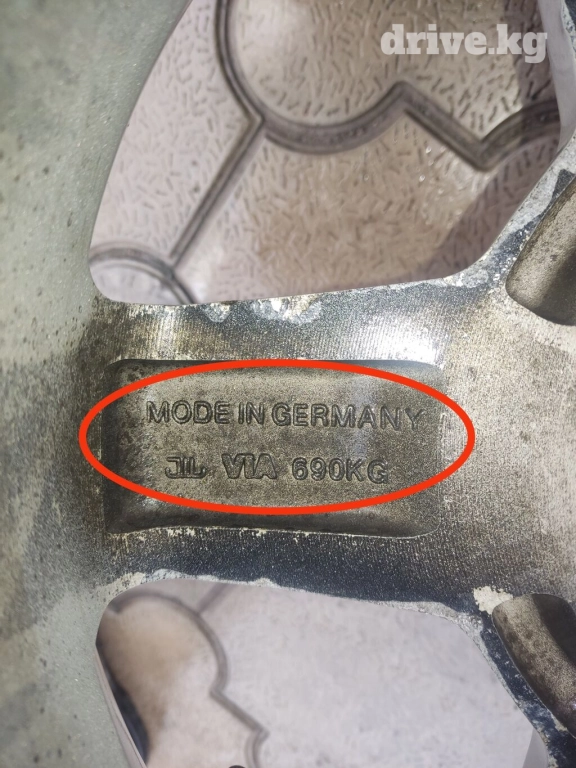 drive.kg
MODE IN GERMANY
JL VIA 690KG